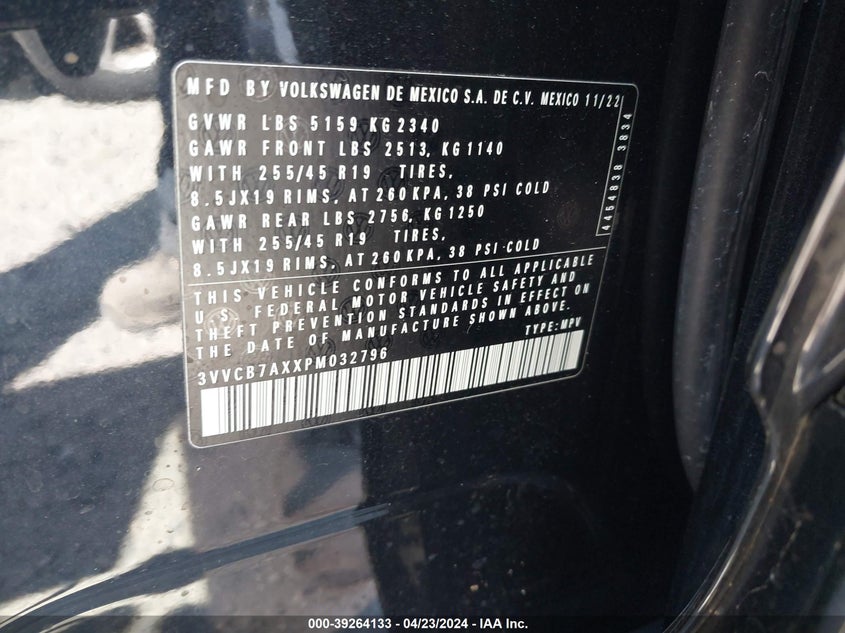 MFD BY VOLKSWAGEN DE MEXICO S.A. DE C.V. MEXICO 11/22
GVWR LBS 5159 KG 2340
GAWR FRONT LBS 2513, KG 1140
WITH 255/45 R19 TIRES,
8.5JX19 RIMS, AT 260 KPA, 38 PSI COLD
GAWR REAR LBS 2756, KG 1250
WITH 255/45 R19 TIRES,
8.5JX19 RIMS, AT 260 KPA, 38 PSI COLD
4454838 3834
THIS VEHICLE CONFORMS TO ALL APPLICABLE
U.S. FEDERAL MOTOR VEHICLE SAFETY AND
THEFT PREVENTION STANDARDS IN EFFECT ON
THE DATE OF MANUFACTURE SHOWN ABOVE.
TYPE: MPV
3VVCB7AXXPM032796
000-39264133 - 04/23/2024 - IAA Inc.